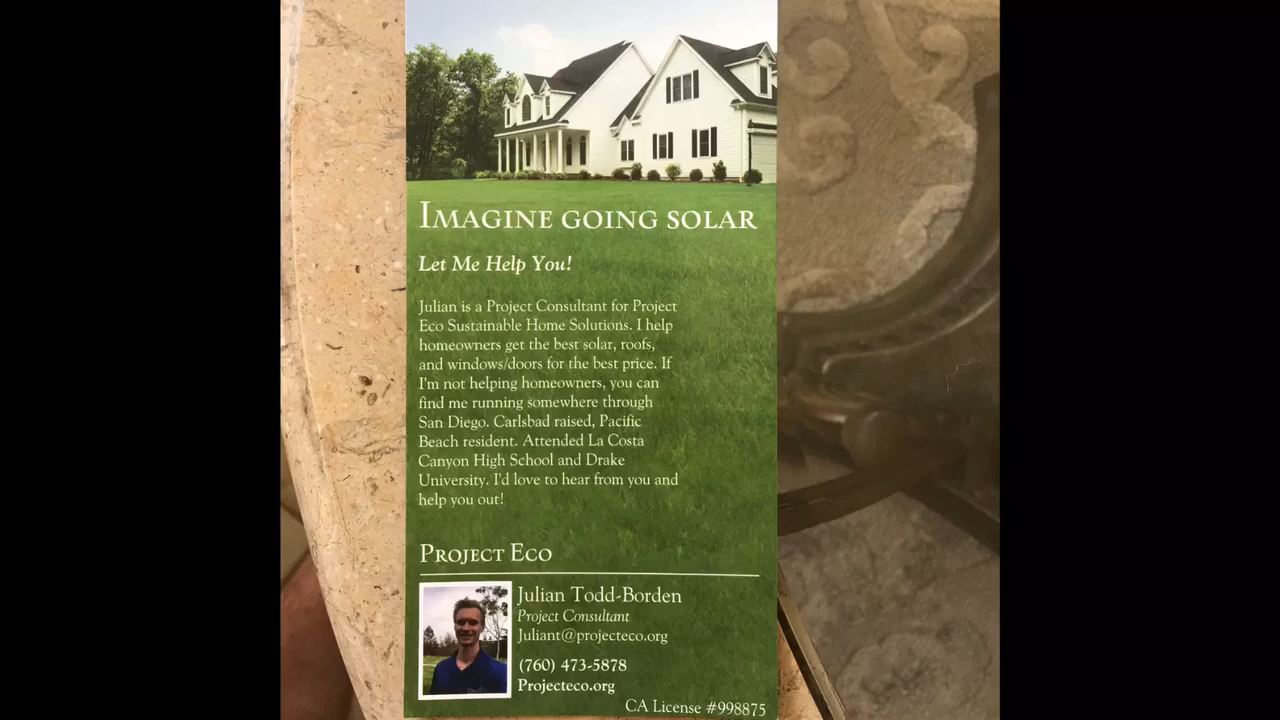 Imagine going solar
Let Me Help You!
Julian is a Project Consultant for Project
Eco Sustainable Home Solutions. I help
homeowners get the best solar, roofs,
and windows/doors for the best price. If
I'm not helping homeowners, you can
find me running somewhere through
San Diego. Carlsbad raised, Pacific
Beach resident. Attended La Costa
Canyon High School and Drake
University. I'd love to hear from you and
help you out!
Project Eco
Julian Todd-Borden
Project Consultant
Juliant@projecteco.org
(760) 473-5878
Projecteco.org
CA License #998875